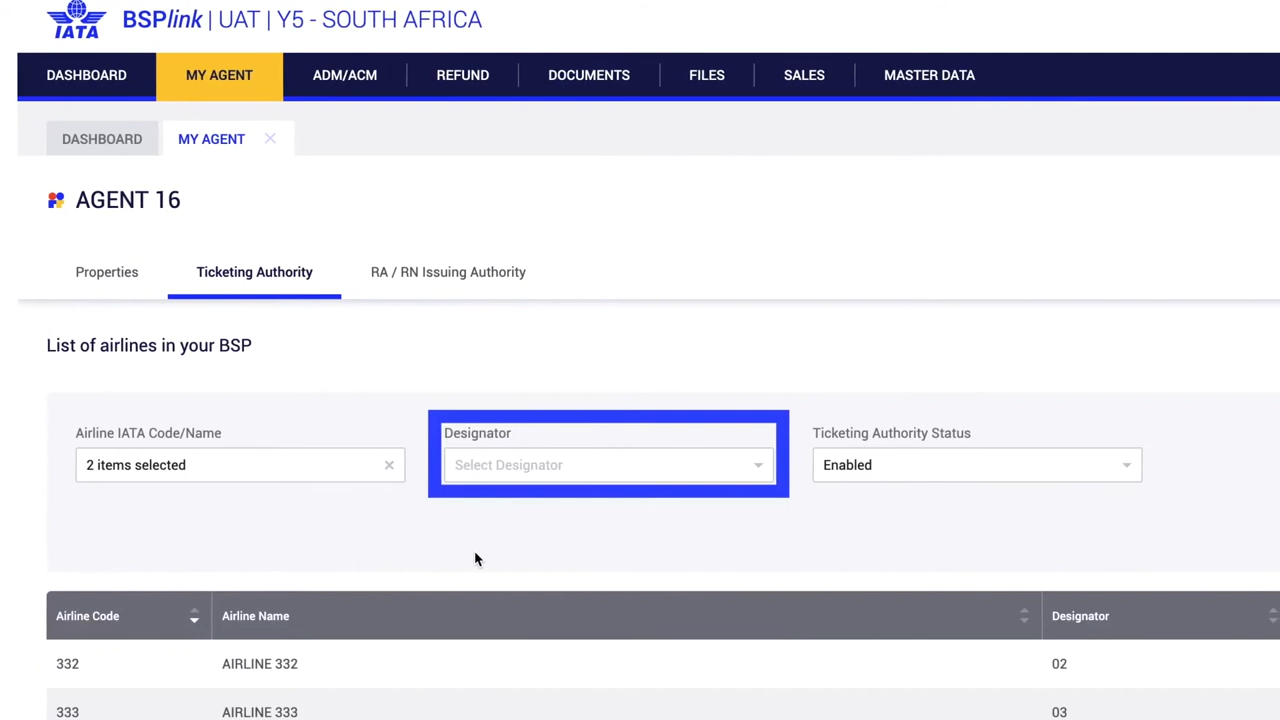 IATA
BSPlink | UAT | Y5 - SOUTH AFRICA
DASHBOARD MY AGENT ADM/ACM REFUND DOCUMENTS FILES SALES MASTER DATA
DASHBOARD MY AGENT
AGENT 16
Properties Ticketing Authority RA / RN Issuing Authority
List of airlines in your BSP
Airline IATA Code/Name Designator Ticketing Authority Status
2 items selected Select Designator Enabled
Airline Code Airline Name Designator
332 AIRLINE 332 02
333 AIRLINE 333 03